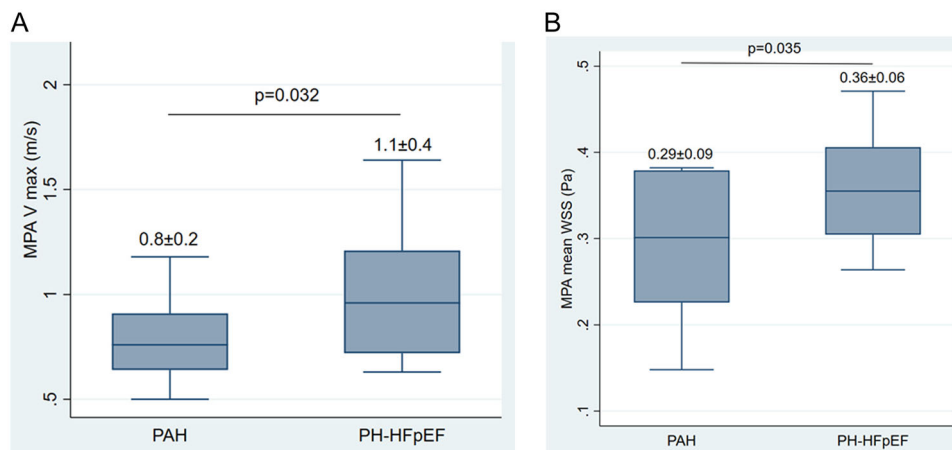 A
MPA V max (m/s)
2
1.5
1
.5
p=0.032
0.8±0.2
1.1±0.4
PAH
PH-HFpEF
B
MPA mean WSS (Pa)
.5
.4
.3
.2
.1
p=0.035
0.29±0.09
0.36±0.06
PAH
PH-HFpEF